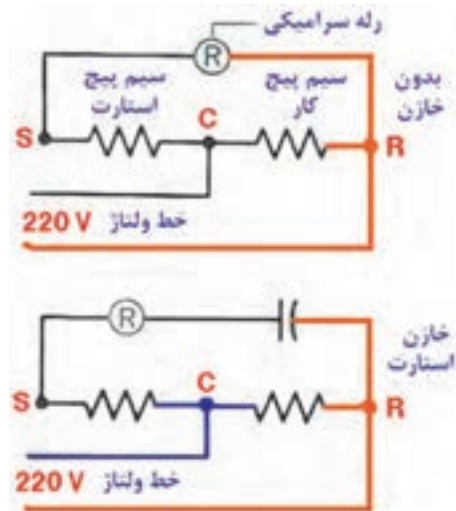 رله سرامیکی
R
سیم پیچ
استارت
سیم پیچ
کار
بدون
خازن
S
C
R
220 V
خط ولتاژ
R
خازن
استارت
S
C
R
220 V
خط ولتاژ